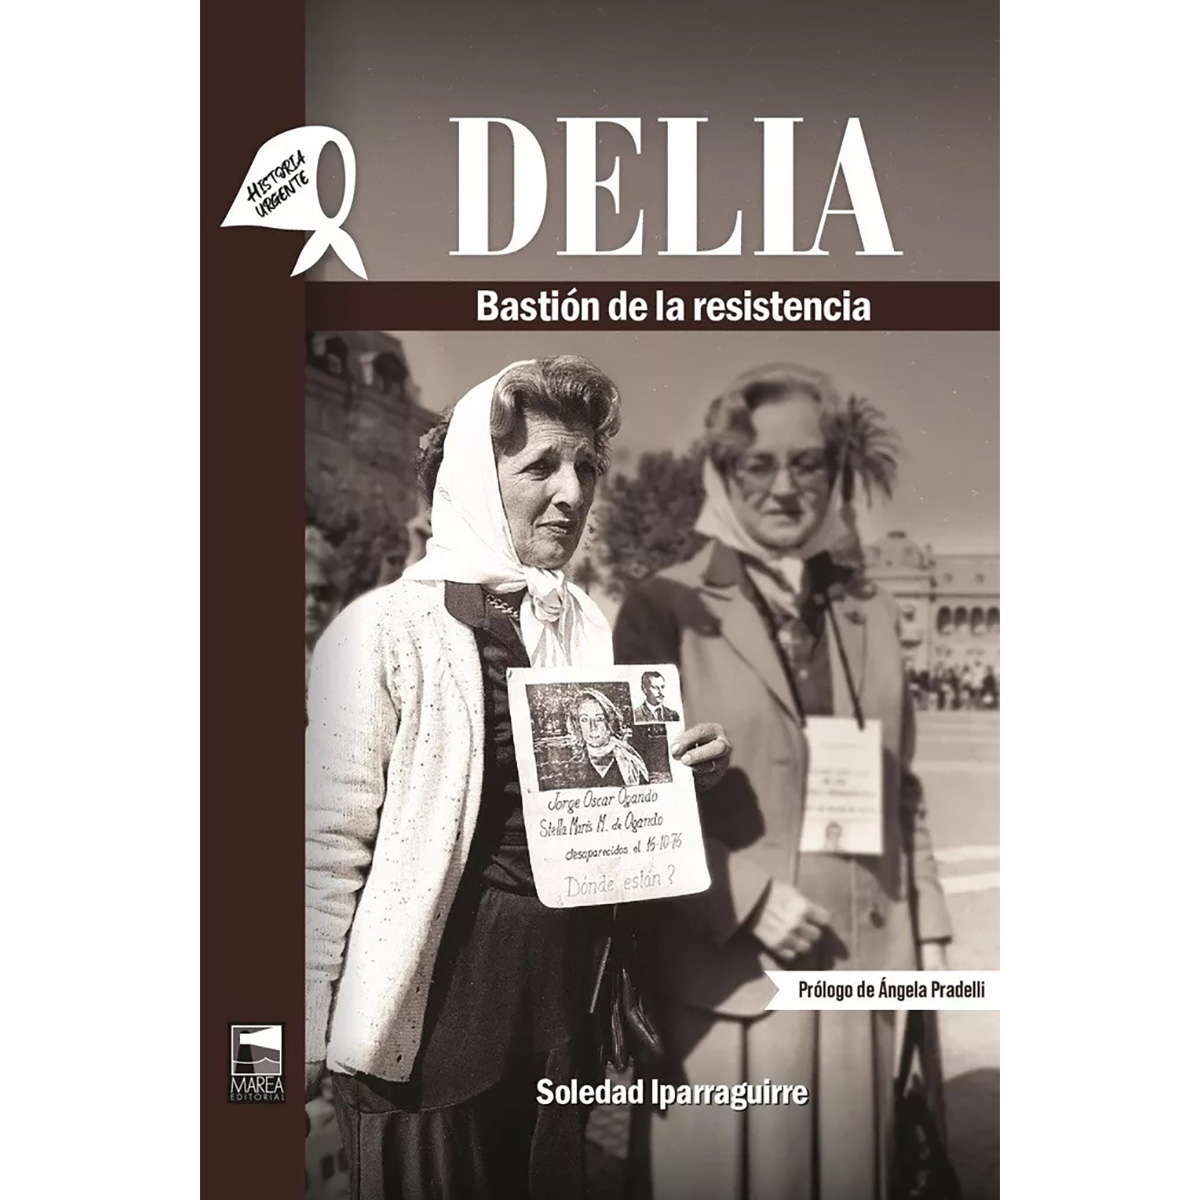 DELIA
HISTORIA
URGENTE
Bastión de la resistencia
Jorge Oscar Ogando
Stella Maris M. de Ogando
desaparecidos el 16-10-76
Dónde están?
Prólogo de Ángela Pradelli
Soledad Iparraguirre
MAREA
EDITORIAL